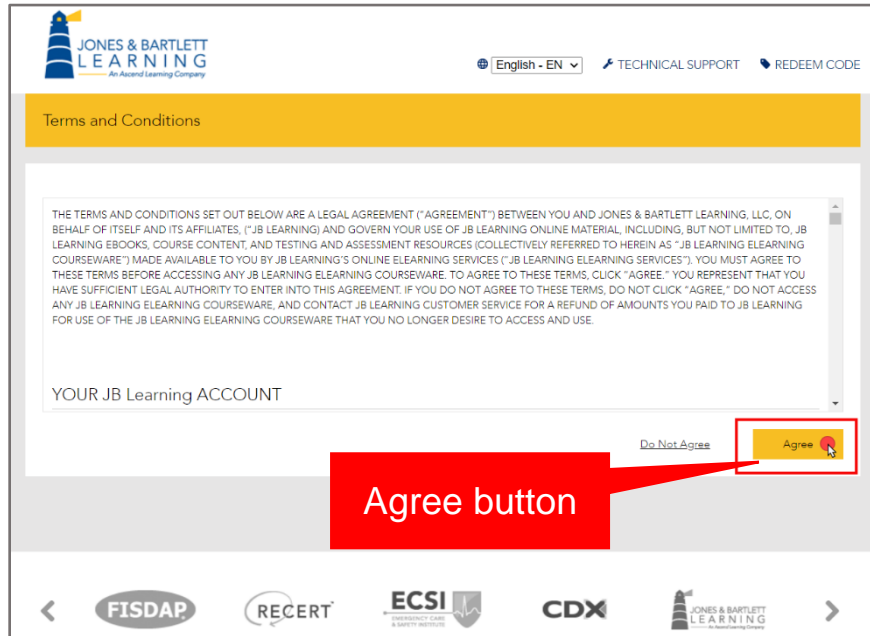 JONES & BARTLETT
LEARNING
An Ascend Learning Company
English - EN
TECHNICAL SUPPORT
REDEEM CODE
Terms and Conditions
THE TERMS AND CONDITIONS SET OUT BELOW ARE A LEGAL AGREEMENT ("AGREEMENT") BETWEEN YOU AND JONES & BARTLETT LEARNING, LLC, ON
BEHALF OF ITSELF AND ITS AFFILIATES, ("JB LEARNING) AND GOVERN YOUR USE OF JB LEARNING ONLINE MATERIAL, INCLUDING, BUT NOT LIMITED TO, JB
LEARNING EBOOKS, COURSE CONTENT, AND TESTING AND ASSESSMENT RESOURCES (COLLECTIVELY REFERRED TO HEREIN AS "JB LEARNING ELEARNING
COURSEWARE") MADE AVAILABLE TO YOU BY JB LEARNING'S ONLINE ELEARNING SERVICES ("JB LEARNING ELEARNING SERVICES"). YOU MUST AGREE TO
THESE TERMS BEFORE ACCESSING ANY JB LEARNING ELEARNING COURSEWARE. TO AGREE TO THESE TERMS, CLICK "AGREE." YOU REPRESENT THAT YOU
HAVE SUFFICIENT LEGAL AUTHORITY TO ENTER INTO THIS AGREEMENT. IF YOU DO NOT AGREE TO THESE TERMS, DO NOT CLICK "AGREE," DO NOT ACCESS
ANY JB LEARNING ELEARNING COURSEWARE, AND CONTACT JB LEARNING CUSTOMER SERVICE FOR A REFUND OF AMOUNTS YOU PAID TO JB LEARNING
FOR USE OF THE JB LEARNING ELEARNING COURSEWARE THAT YOU NO LONGER DESIRE TO ACCESS AND USE.
YOUR JB Learning ACCOUNT
Do Not Agree
Agree
Agree button
FISDAP
RECERT
ECSI
EMERGENCY CARE
& SAFETY INSTITUTE
CDX
JONES & BARTLETT
LEARNING
An Ascend Learning Company